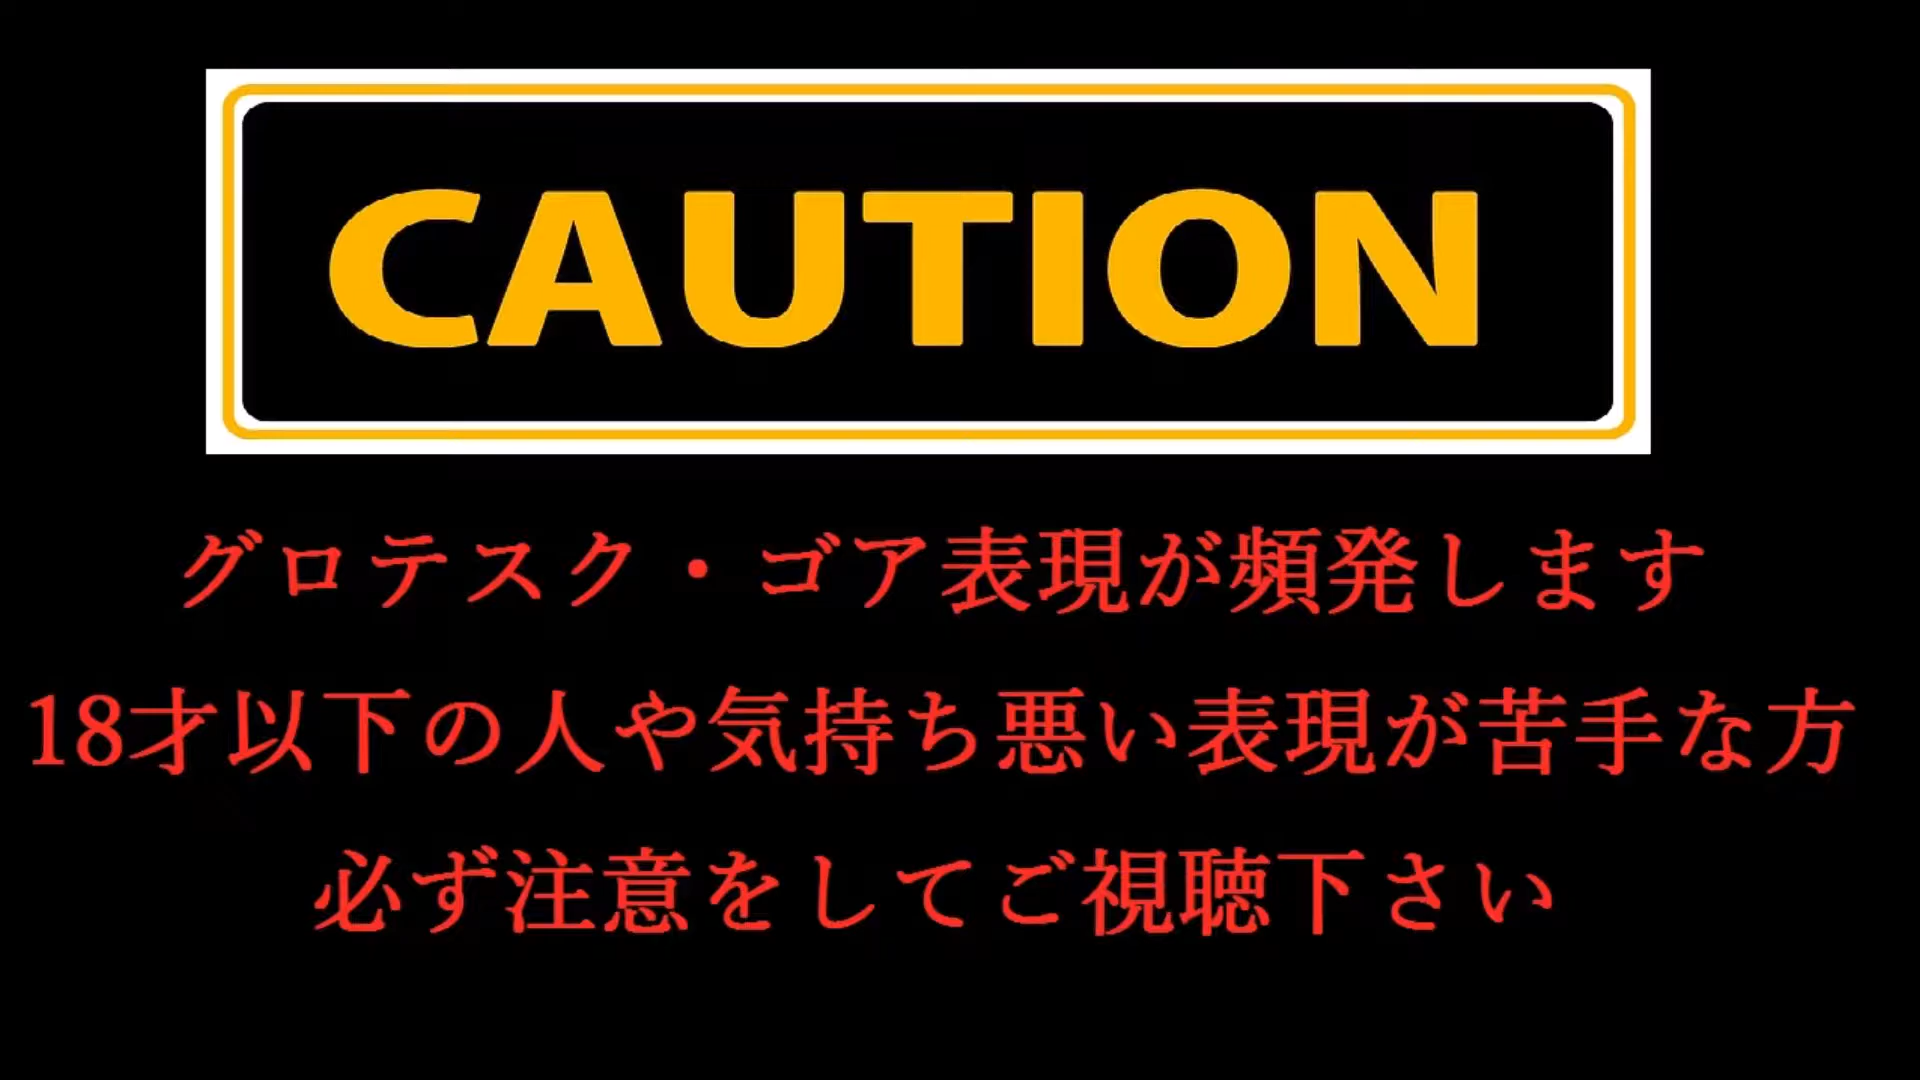 CAUTION
グロテスク・ゴア表現が頻発します
18才以下の人や気持ち悪い表現が苦手な方
必ず注意をしてご視聴下さい